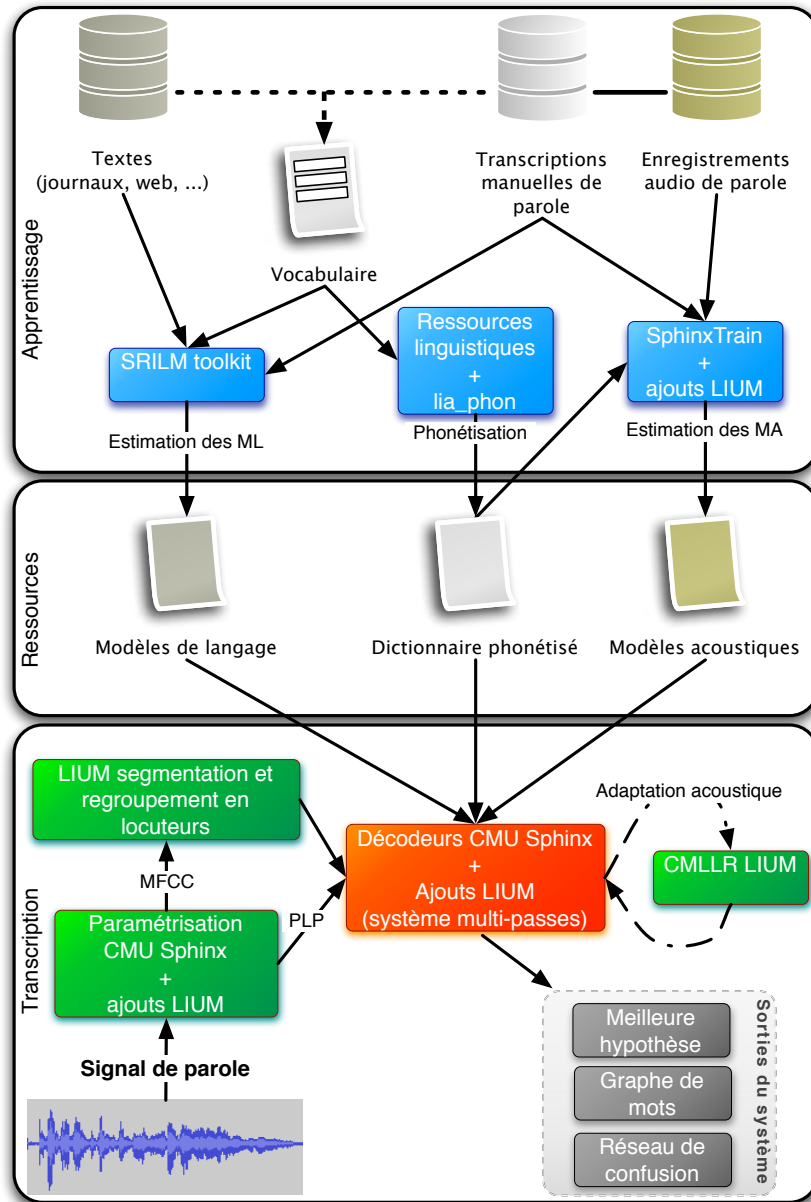 Apprentissage
Textes
(journaux, web, ...)
Transcriptions
manuelles de
parole
Enregistrements
audio de parole
Vocabulaire
SRILM toolkit
Ressources
linguistiques
+
lia_phon
SphinxTrain
+
ajouts LIUM
Estimation des ML
Phonétisation
Estimation des MA
Ressources
Modèles de langage
Dictionnaire phonétisé
Modèles acoustiques
Transcription
LIUM segmentation et
regroupement en
locuteurs
MFCC
Paramétrisation
CMU Sphinx
+
ajouts LIUM
PLP
Signal de parole
Décodeurs CMU Sphinx
+
Ajouts LIUM
(système multi-passes)
Adaptation acoustique
CMLLR LIUM
Sorties du système
Meilleure
hypothèse
Graphe de
mots
Réseau de
confusion